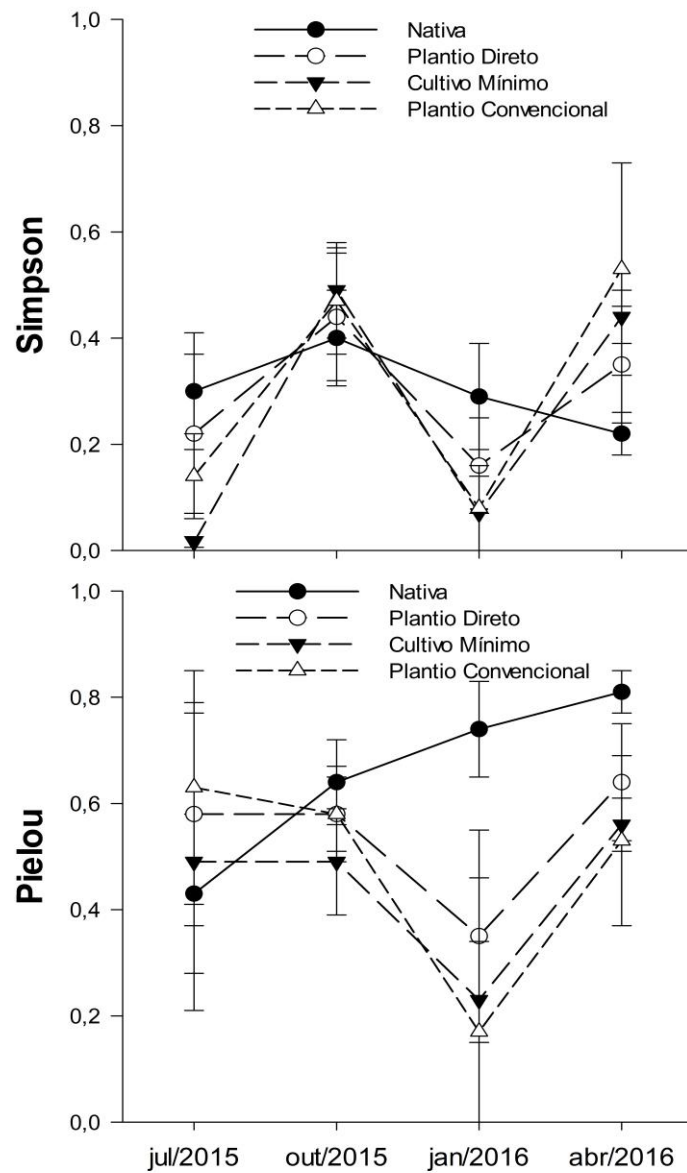 1,0
Nativa
Plantio Direto
Cultivo Mínimo
Plantio Convencional
0,8
0,6
Simpson
0,4
0,2
0,0
1,0
Nativa
Plantio Direto
Cultivo Mínimo
Plantio Convencional
0,8
0,6
Pielou
0,4
0,2
0,0
jul/2015 out/2015 jan/2016 abr/2016